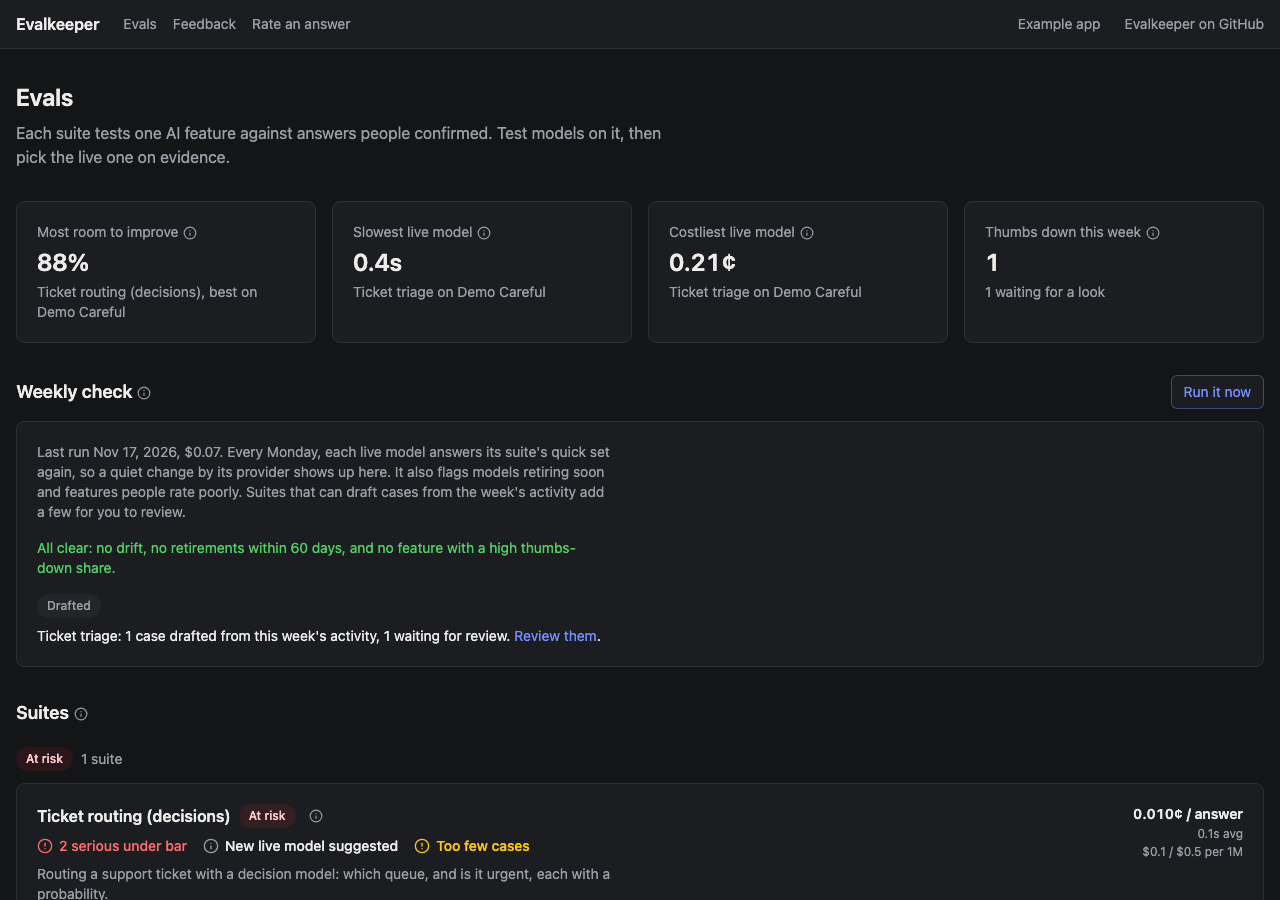 Evalkeeper Evals Feedback Rate an answer Example app Evalkeeper on GitHub
Evals
Each suite tests one AI feature against answers people confirmed. Test models on it, then
pick the live one on evidence.
Most room to improve
88%
Ticket routing (decisions), best on
Demo Careful
Slowest live model
0.4s
Ticket triage on Demo Careful
Costliest live model
0.21¢
Ticket triage on Demo Careful
Thumbs down this week
1
1 waiting for a look
Weekly check
Run it now
Last run Nov 17, 2026, $0.07. Every Monday, each live model answers its suite's quick set
again, so a quiet change by its provider shows up here. It also flags models retiring soon
and features people rate poorly. Suites that can draft cases from the week's activity add
a few for you to review.
All clear: no drift, no retirements within 60 days, and no feature with a high thumbs-
down share.
Drafted
Ticket triage: 1 case drafted from this week's activity, 1 waiting for review. Review them.
Suites
At risk 1 suite
Ticket routing (decisions) At risk
0.010¢ / answer
0.1s avg
$0.1 / $0.5 per 1M
2 serious under bar New live model suggested Too few cases
Routing a support ticket with a decision model: which queue, and is it urgent, each with a
probability.